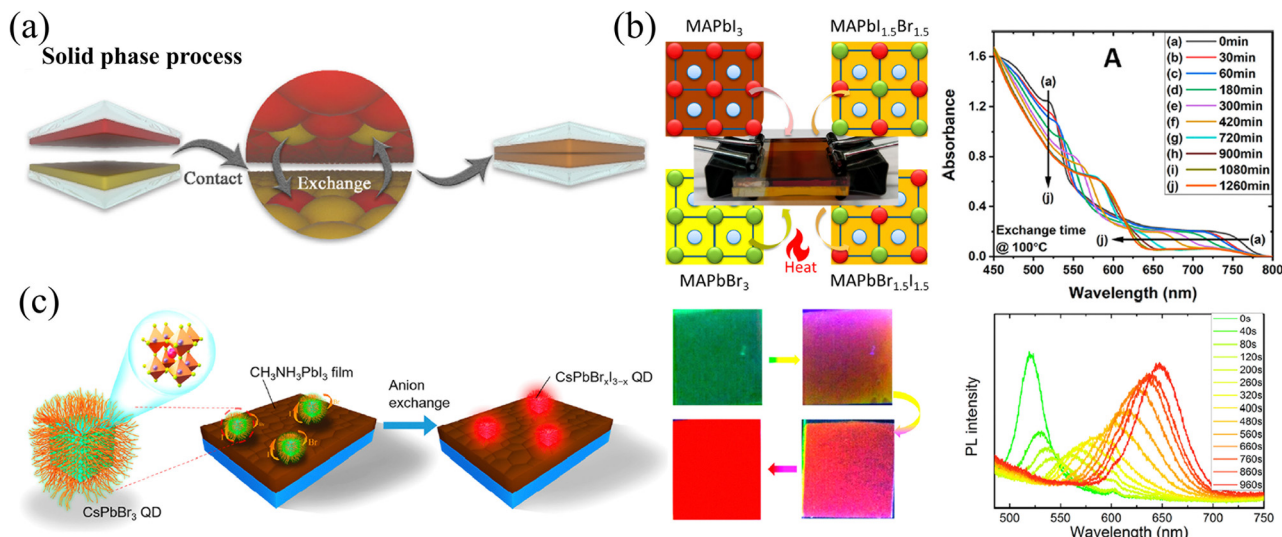 (a)
Solid phase process
Contact
Exchange
(b)
MAPbI₃
MAPbI₁.₅Br₁.₅
MAPbBr₃
Heat
MAPbBr₁.₅I₁.₅
A
(a) 0min
(b) 30min
(c) 60min
(d) 180min
(e) 300min
(f) 420min
(g) 720min
(h) 900min
(i) 1080min
(j) 1260min
(a)
(j)
(j)
(a)
Exchange time
@ 100°C
Absorbance
1.6
1.2
0.8
0.4
0.0
450 500 550 600 650 700 750 800
Wavelength (nm)
(c)
CsPbBr₃ QD
CH₃NH₃PbI₃ film
Br
Anion
exchange
CsPbBrₓI₃₋ₓ QD
PL intensity
0s
40s
80s
120s
200s
260s
320s
400s
480s
560s
660s
760s
860s
960s
500 550 600 650 700 750
Wavelength (nm)